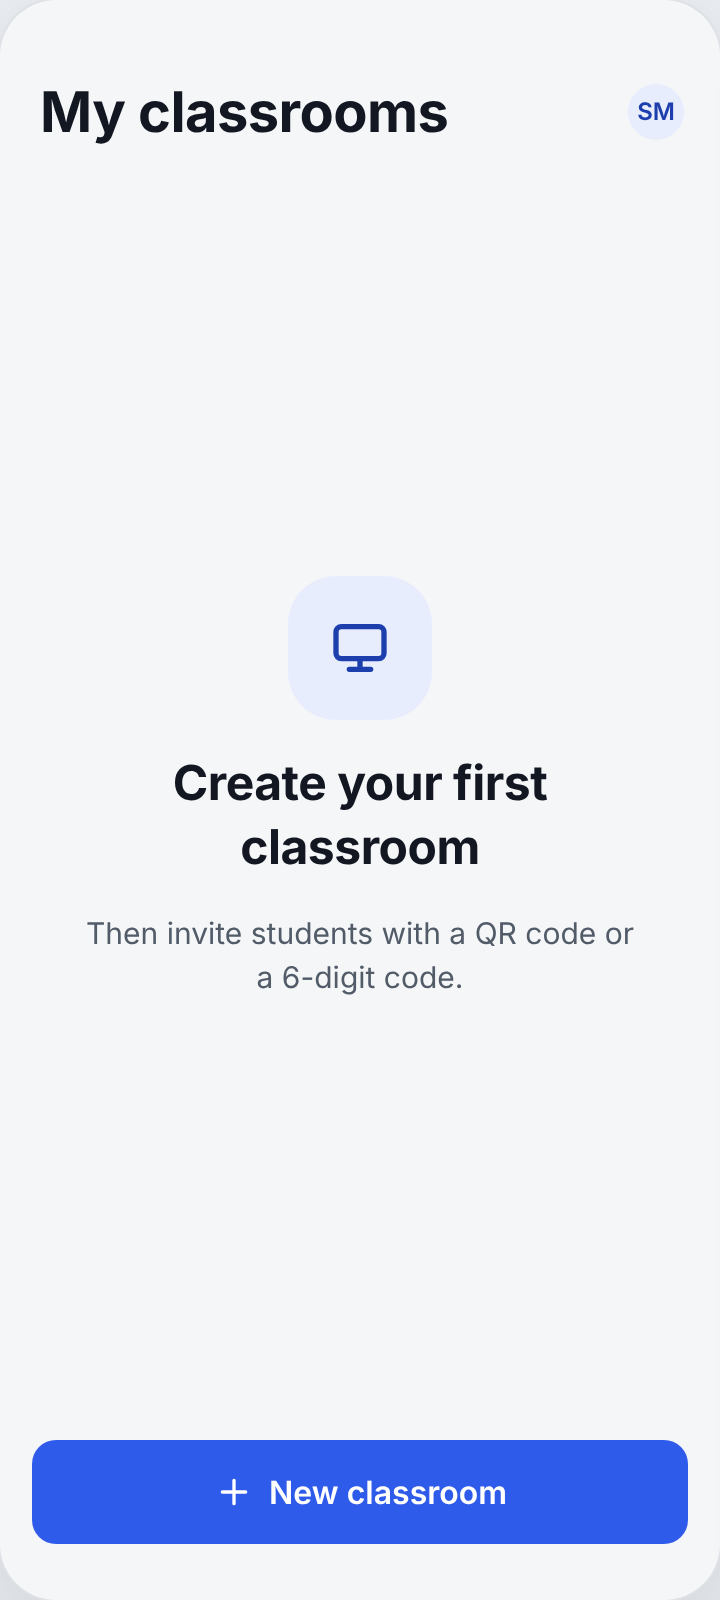 My classrooms
SM
Create your first
classroom
Then invite students with a QR code or
a 6-digit code.
New classroom